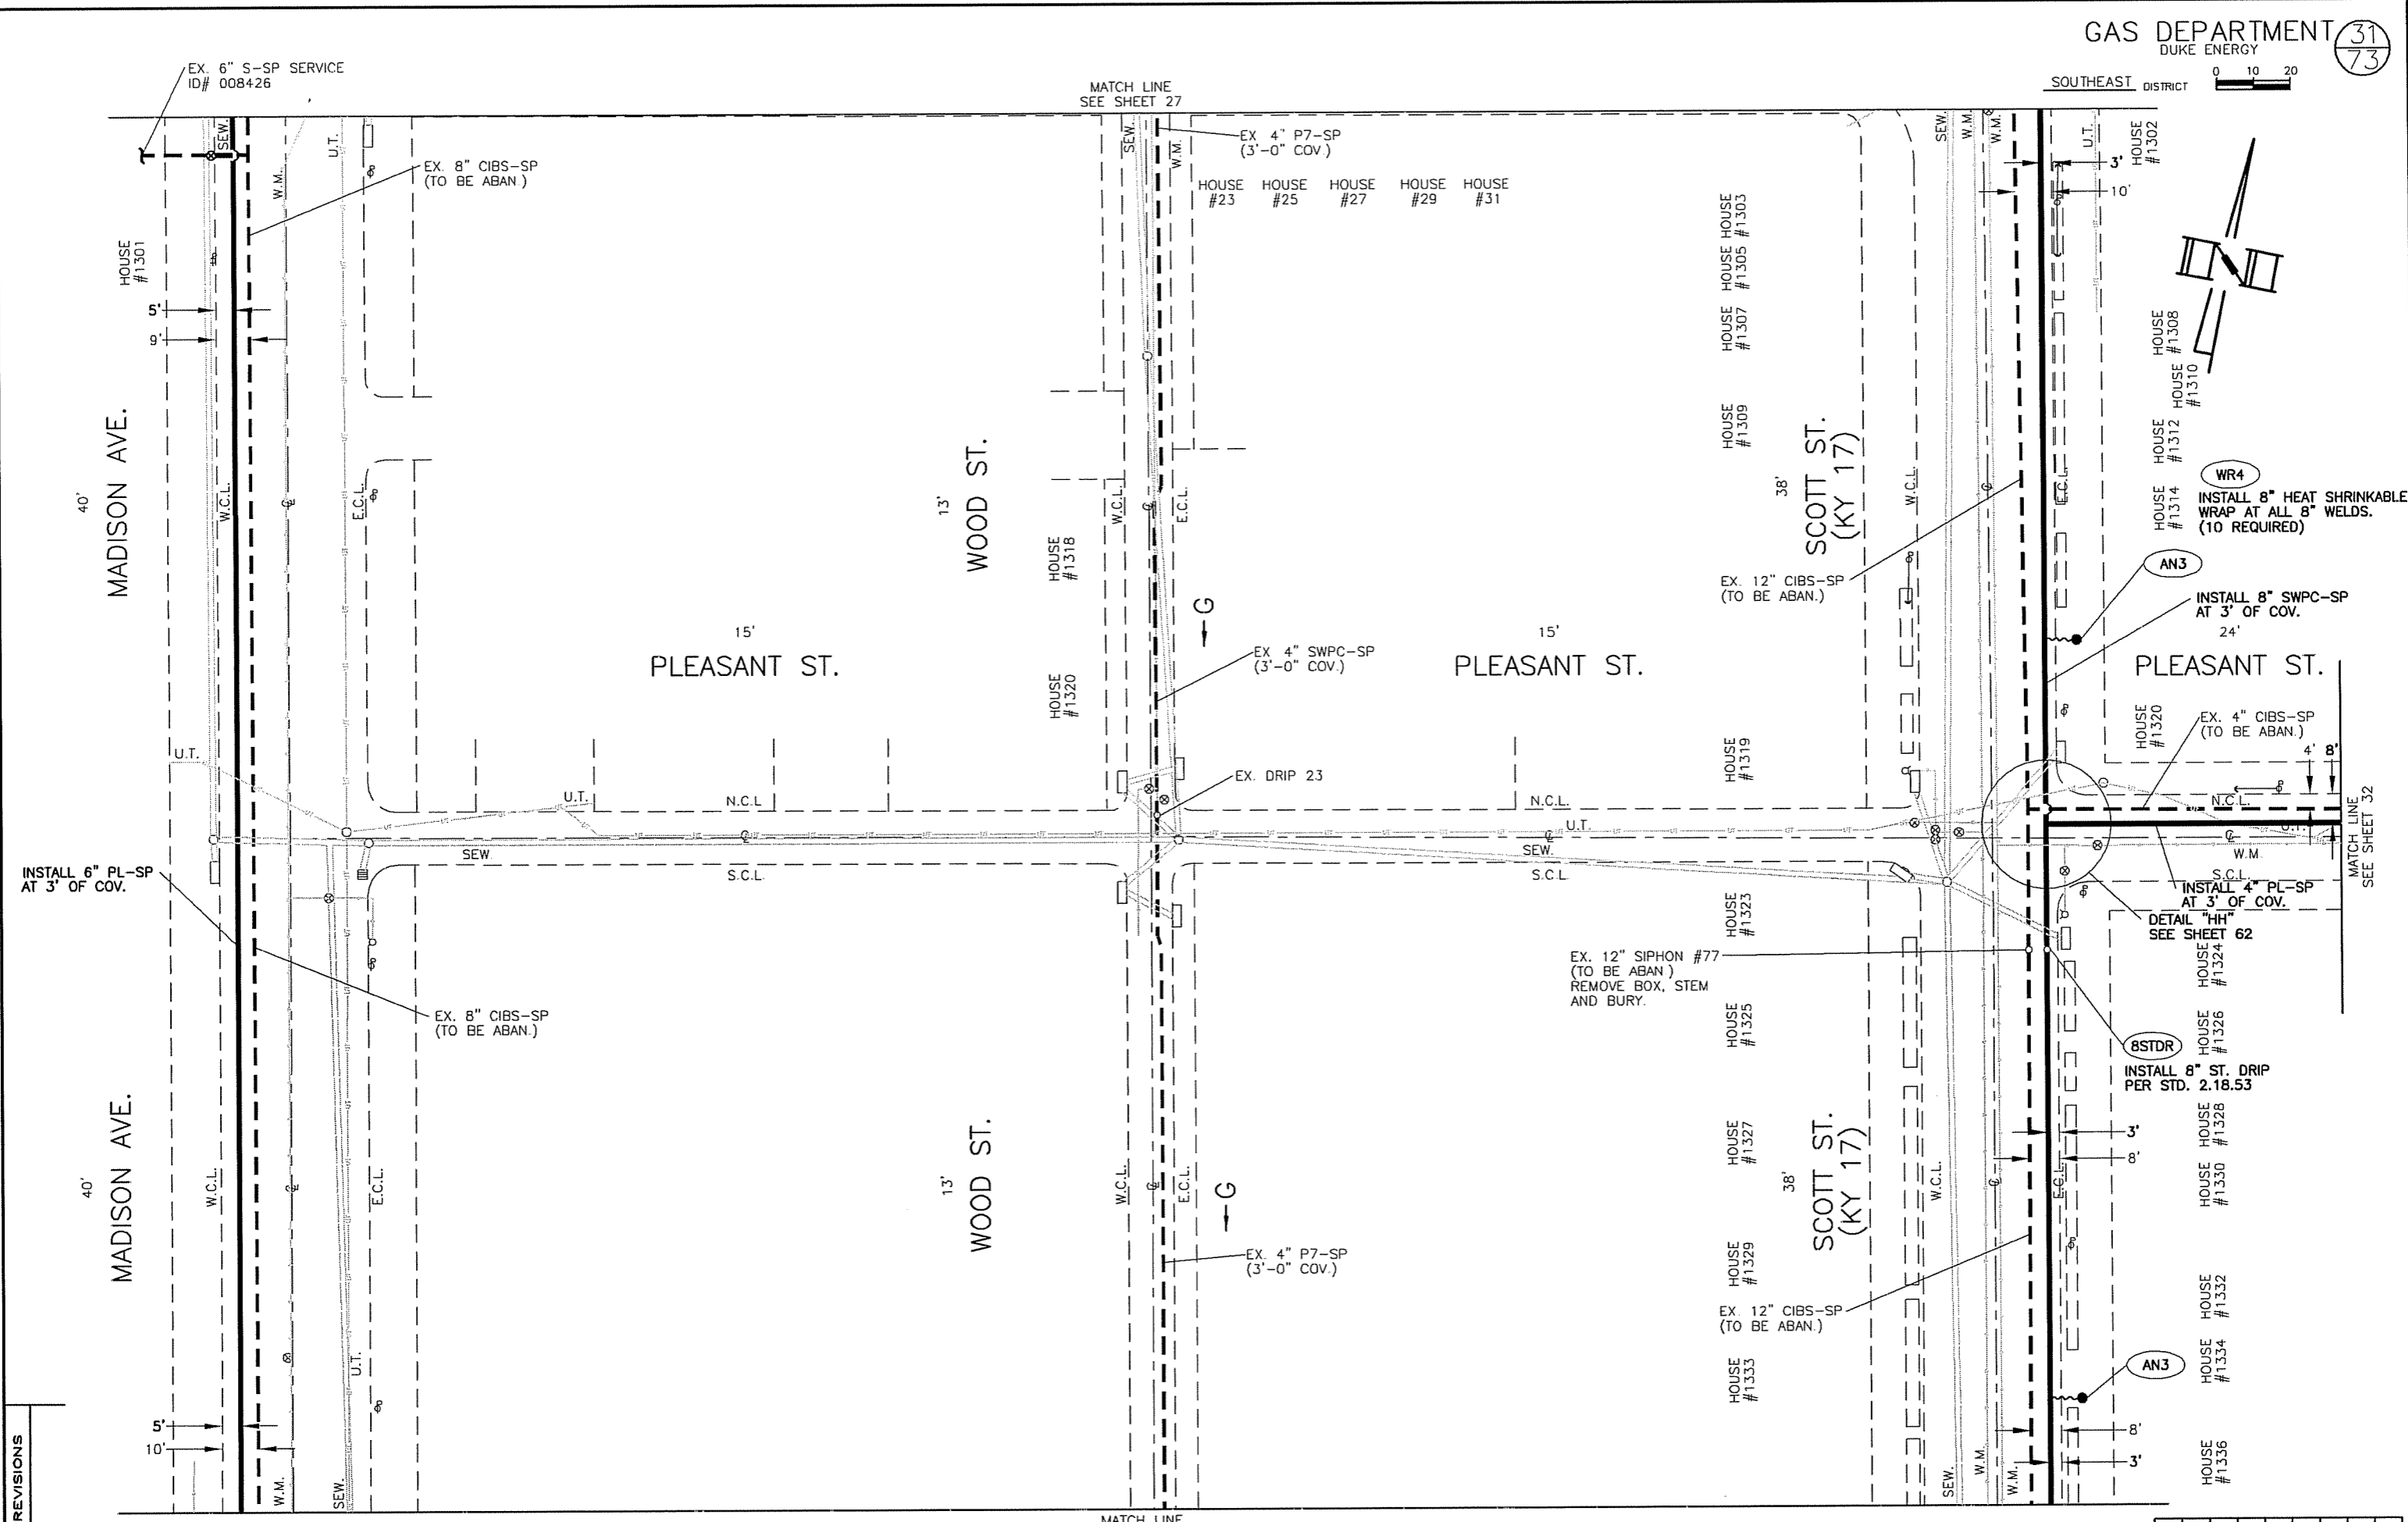 GAS DEPARTMENT
DUKE ENERGY
31
73
SOUTHEAST DISTRICT
0 10 20
EX. 6" S-SP SERVICE
ID# 008426
MATCH LINE
SEE SHEET 27
SEW.
U.T.
W.M.
EX. 8" CIBS-SP
(TO BE ABAN.)
SEW.
W.M.
EX 4" P7-SP
(3'-0" COV.)
HOUSE
#23
HOUSE
#25
HOUSE
#27
HOUSE
#29
HOUSE
#31
SEW.
W.M.
W.M.
U.T.
HOUSE
#1302
3'
10'
HOUSE
#1301
5'
9'
HOUSE
#1303
HOUSE
#1305
HOUSE
#1307
HOUSE
#1309
HOUSE
#1308
HOUSE
#1310
HOUSE
#1312
HOUSE
#1314
WR4
INSTALL 8" HEAT SHRINKABLE
WRAP AT ALL 8" WELDS.
(10 REQUIRED)
40'
MADISON AVE.
W.C.L.
E.C.L.
13'
WOOD ST.
W.C.L.
E.C.L.
38'
SCOTT ST.
(KY 17)
W.C.L.
E.C.L.
HOUSE
#1318
EX. 12" CIBS-SP
(TO BE ABAN.)
AN3
INSTALL 8" SWPC-SP
AT 3' OF COV.
G
15'
PLEASANT ST.
HOUSE
#1320
EX 4" SWPC-SP
(3'-0" COV.)
15'
PLEASANT ST.
24'
PLEASANT ST.
HOUSE
#1319
HOUSE
#1320
EX. 4" CIBS-SP
(TO BE ABAN.)
4'
8'
U.T.
U.T.
N.C.L
EX. DRIP 23
N.C.L.
U.T.
N.C.L.
U.T.
W.M.
MATCH LINE
SEE SHEET 32
SEW.
SEW.
S.C.L.
S.C.L.
S.C.L.
INSTALL 6" PL-SP
AT 3' OF COV.
INSTALL 4" PL-SP
AT 3' OF COV.
DETAIL "HH"
SEE SHEET 62
HOUSE
#1323
HOUSE
#1324
EX. 12" SIPHON #77
(TO BE ABAN )
REMOVE BOX, STEM
AND BURY.
EX. 8" CIBS-SP
(TO BE ABAN.)
HOUSE
#1325
HOUSE
#1326
8STDR
INSTALL 8" ST. DRIP
PER STD. 2.18.53
40'
MADISON AVE.
W.C.L.
E.C.L.
13'
WOOD ST.
W.C.L.
E.C.L.
G
HOUSE
#1327
38'
SCOTT ST.
(KY 17)
W.C.L.
E.C.L.
3'
8'
HOUSE
#1328
HOUSE
#1330
EX. 4" P7-SP
(3'-0" COV.)
HOUSE
#1329
EX. 12" CIBS-SP
(TO BE ABAN.)
HOUSE
#1332
HOUSE
#1333
HOUSE
#1334
AN3
U.T.
5'
10'
8'
3'
HOUSE
#1336
W.M.
SEW.
SEW.
W.M.
W.M.
REVISIONS
MATCH LINE